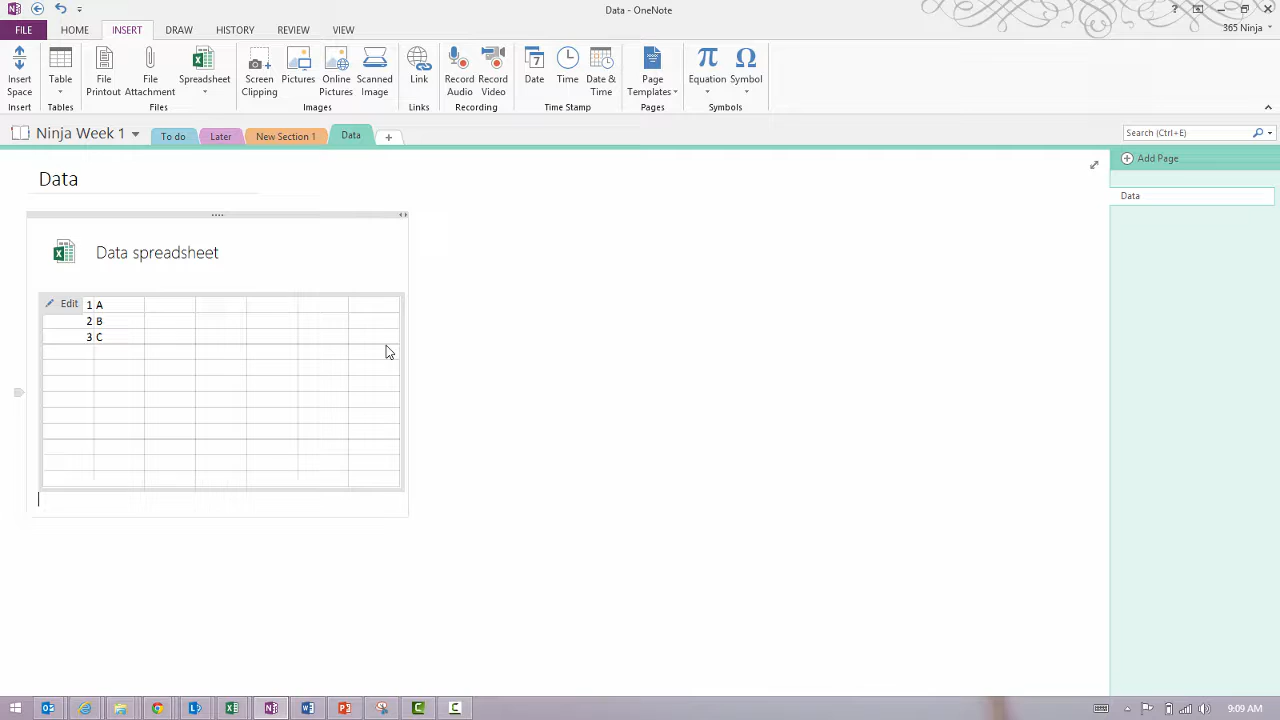 Data - OneNote
?
FILE
HOME
INSERT
DRAW
HISTORY
REVIEW
VIEW
365 Ninja
Insert Space
Table
File Printout
File Attachment
Spreadsheet
Screen Clipping
Pictures
Online Pictures
Scanned Image
Link
Record Audio
Record Video
Date
Time
Date & Time
Page Templates
π
Equation
Ω
Symbol
Insert
Tables
Files
Images
Links
Recording
Time Stamp
Pages
Symbols
Ninja Week 1
To do
Later
New Section 1
Data
+
Search (Ctrl+E)
Add Page
Data
Data
Data spreadsheet
Edit
1 A
2 B
3 C
9:09 AM